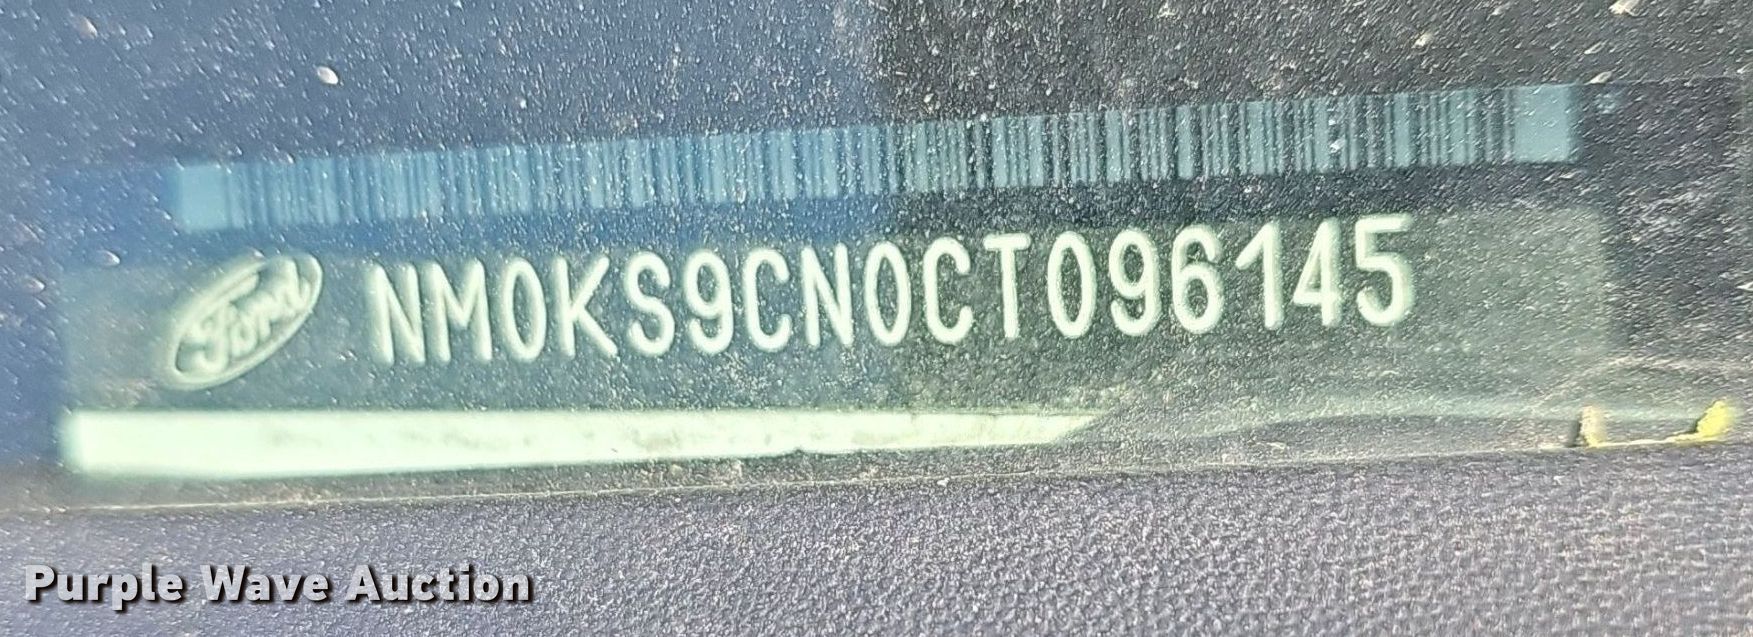 Ford NM0KS9CN0CT096145
Purple Wave Auction